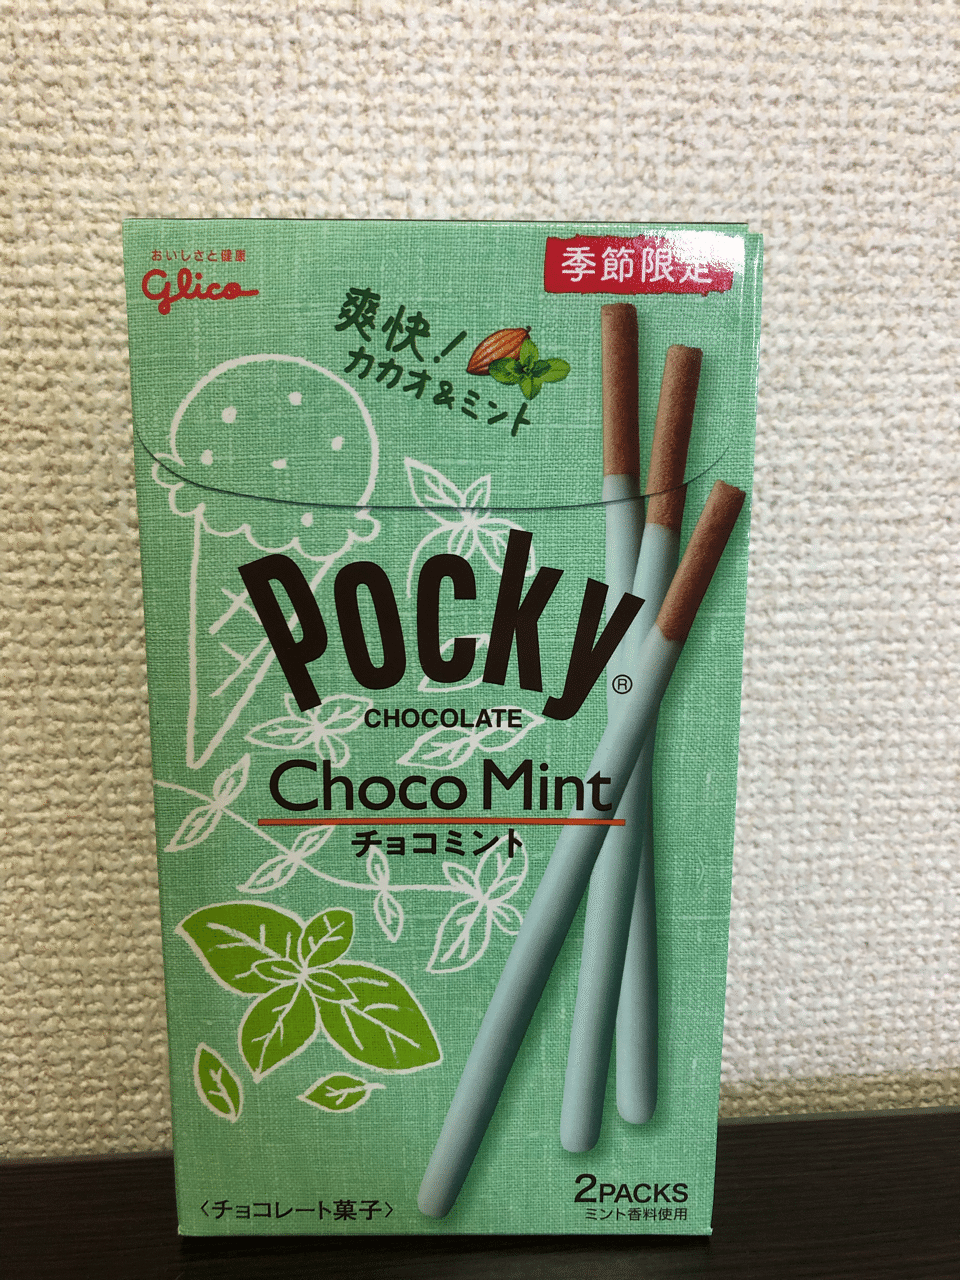 おいしさと健康
Glico
季節限定
爽快!
カカオ&ミント
Pocky®
CHOCOLATE
Choco Mint
チョコミント
〈チョコレート菓子〉
2PACKS
ミント香料使用